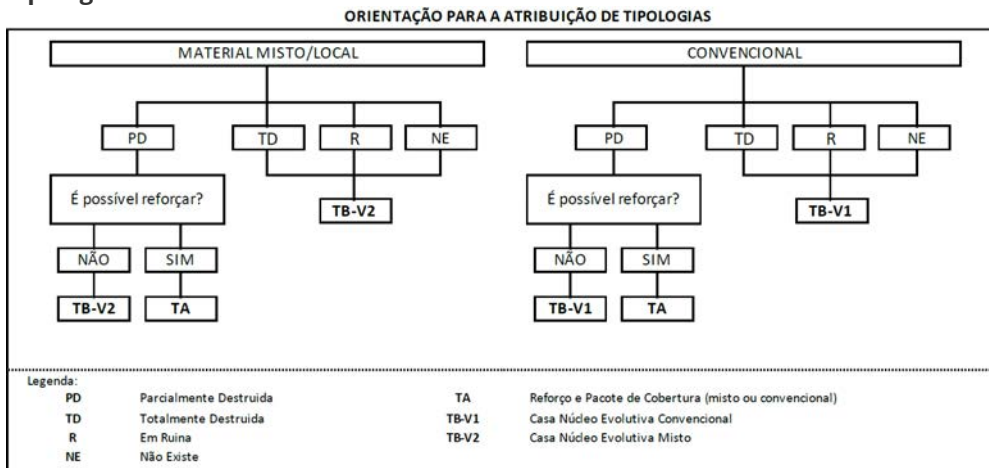 ORIENTAÇÃO PARA A ATRIBUIÇÃO DE TIPOLOGIAS
MATERIAL MISTO/LOCAL
CONVENCIONAL
PD
TD
R
NE
PD
TD
R
NE
É possível reforçar?
TB-V2
É possível reforçar?
TB-V1
NÃO
SIM
NÃO
SIM
TB-V2
TA
TB-V1
TA
Legenda:
PD Parcialmente Destruida TA Reforço e Pacote de Cobertura (misto ou convencional)
TD Totalmente Destruida TB-V1 Casa Núcleo Evolutiva Convencional
R Em Ruina TB-V2 Casa Núcleo Evolutiva Misto
NE Não Existe